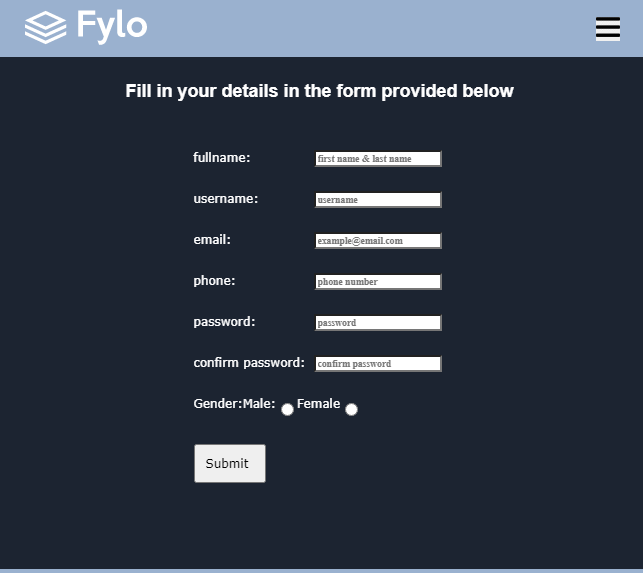 Fylo
Fill in your details in the form provided below
fullname: first name & last name
username: username
email: example@email.com
phone: phone number
password: password
confirm password: confirm password
Gender:Male: Female
Submit